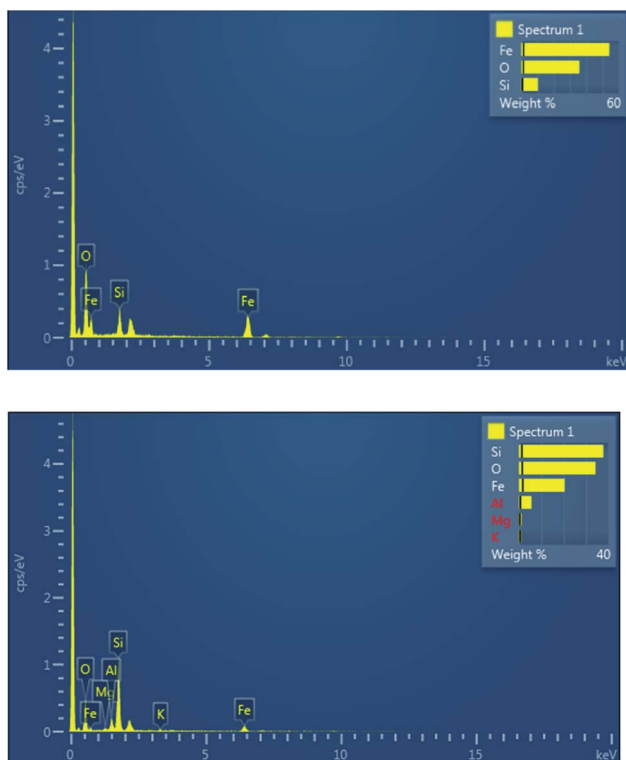 Spectrum 1
Fe
O
Si
Weight % 60
cps/eV
4
3
2
1
0
O
Fe
Si
Fe
0 5 10 15 keV
Spectrum 1
Si
O
Fe
Al
Mg
K
Weight % 40
cps/eV
4
3
2
1
0
Si
O Al
Mg
Fe
K
Fe
0 5 10 15 keV